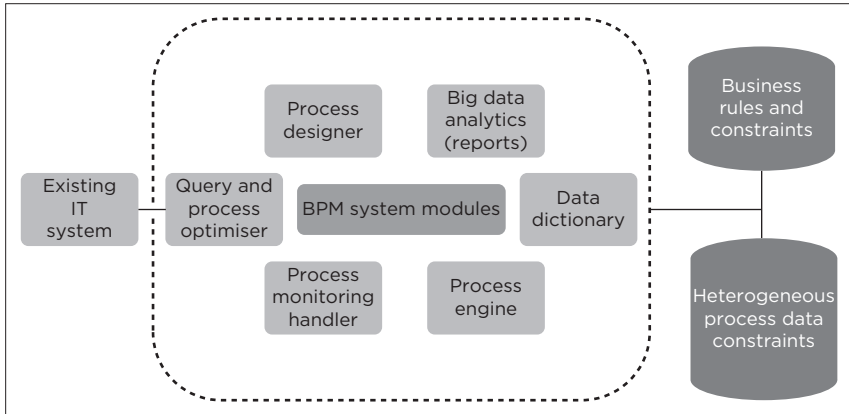 Process
designer
Big data
analytics
(reports)
Business
rules and
constraints
Existing
IT
system
Query and
process
optimiser
BPM system modules
Data
dictionary
Process
monitoring
handler
Process
engine
Heterogeneous
process data
constraints